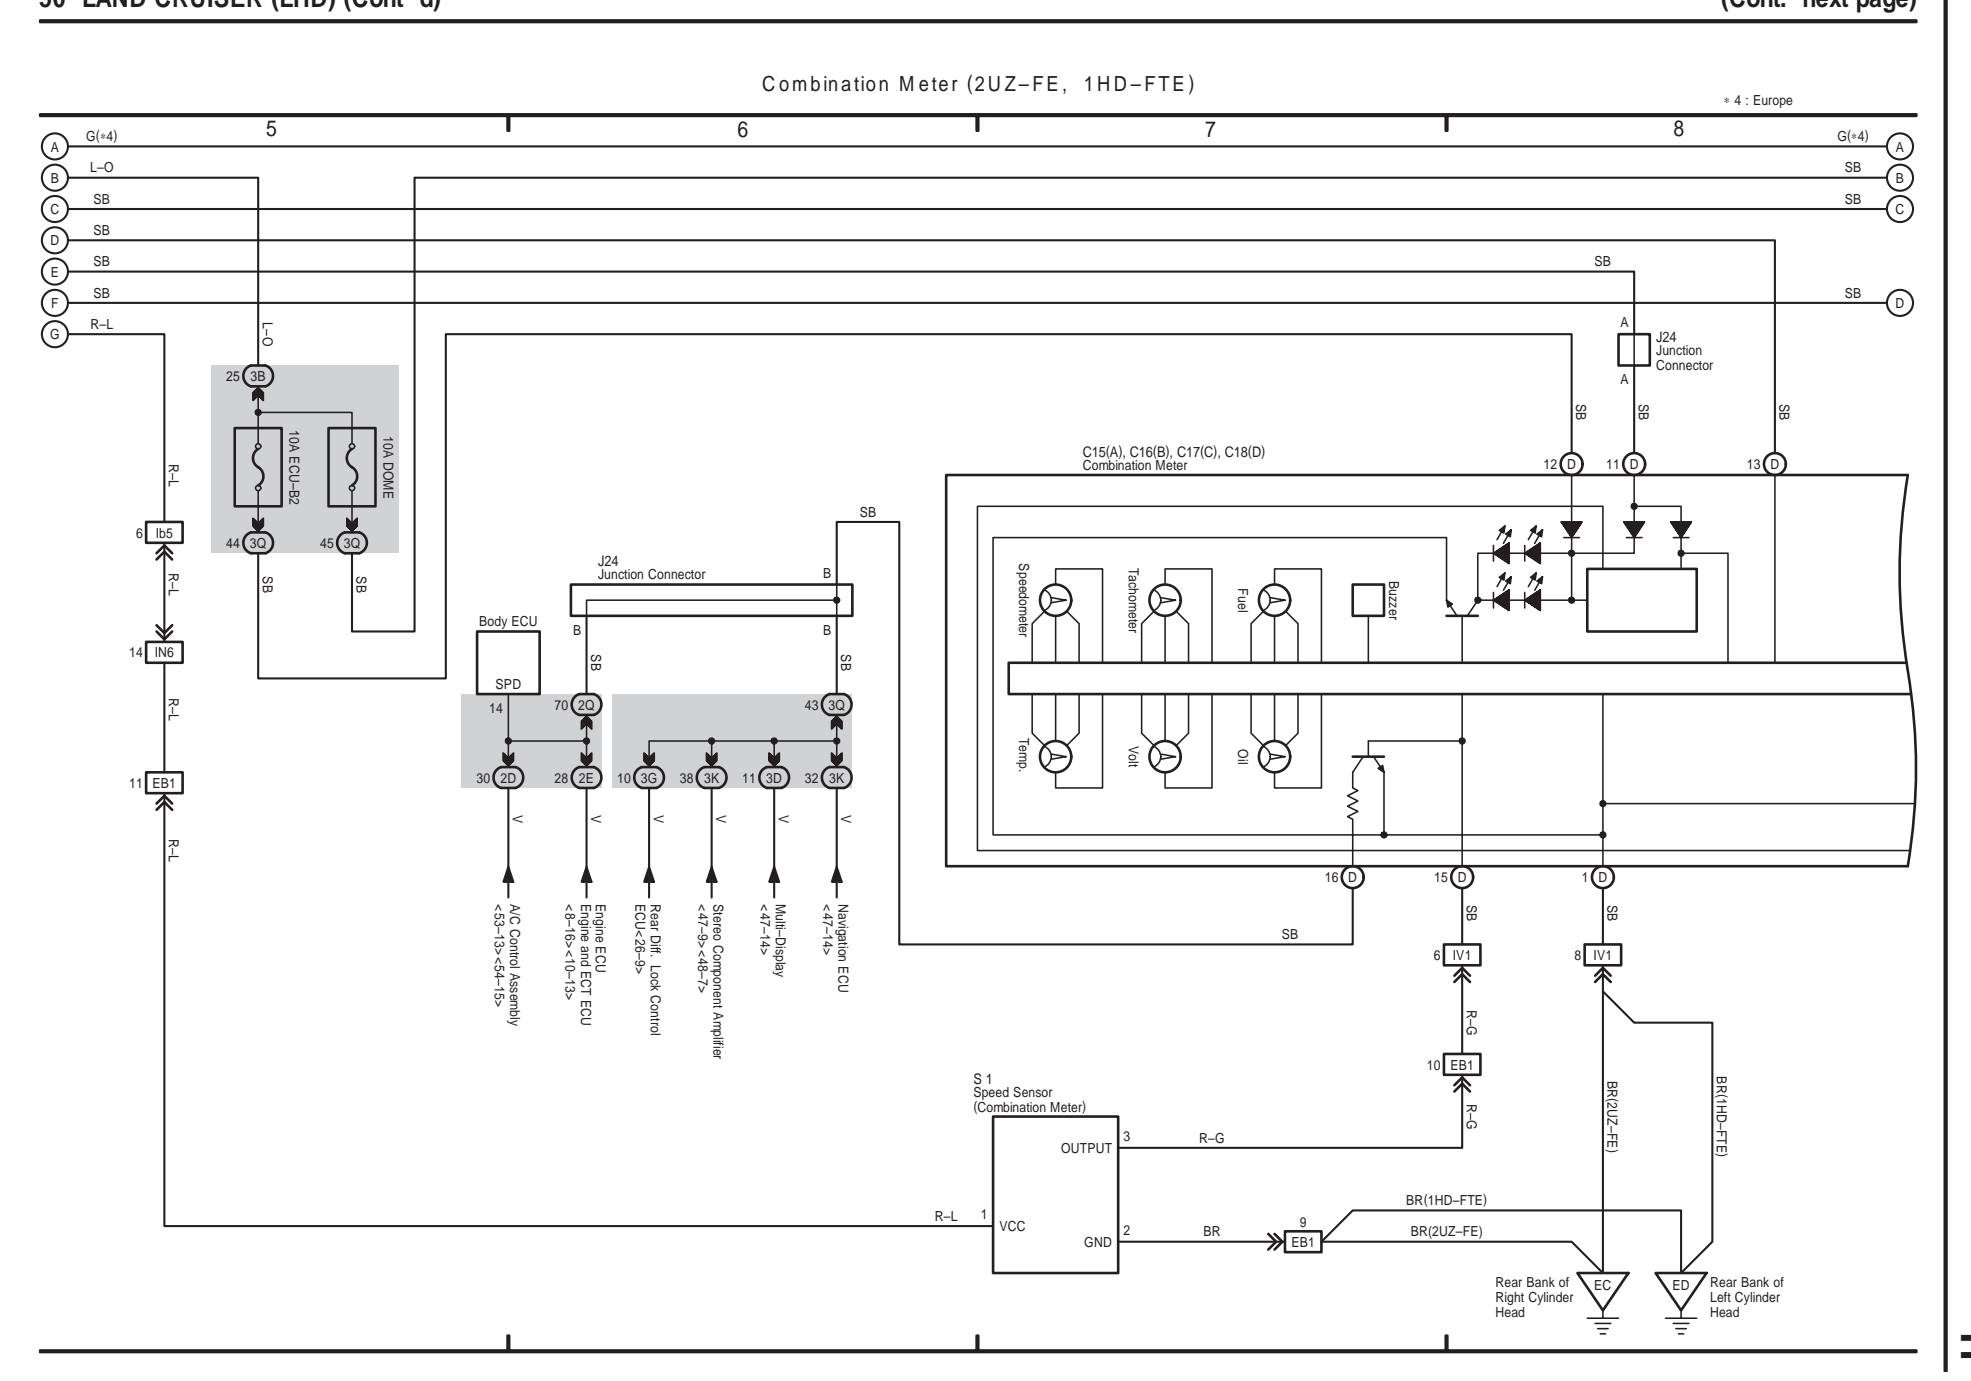 (Cont. next page)
Combination Meter (2UZ–FE, 1HD–FTE)
∗ 4 : Europe
5
6
7
8
A
G(∗4)
G(∗4)
A
B
L–O
SB
B
C
SB
SB
C
D
SB
E
SB
SB
F
SB
SB
D
G
R–L
L–O
25 3B
10A ECU–B2
10A DOME
44 3Q
45 3Q
SB
SB
R–L
6 Ib5
R–L
14 IN6
R–L
11 EB1
R–L
A
J24
Junction
Connector
A
SB
SB
SB
C15(A), C16(B), C17(C), C18(D)
Combination Meter
12 D
11 D
13 D
SB
J24
Junction Connector
B
B
B
Body ECU
SPD
14
SB
SB
70 2Q
43 3Q
30 2D
28 2E
10 3G
38 3K
11 3D
32 3K
V
V
V
V
V
V
A/C Control Assembly
<53–13><54–15>
Engine ECU
Engine and ECT ECU
<8–16><10–13>
Rear Diff. Lock Control
ECU<26–9>
Stereo Component Amplifier
<47–9><48–7>
Multi–Display
<47–14>
Navigation ECU
<47–14>
Speedometer
Tachometer
Fuel
Buzzer
Temp.
Volt
Oil
16 D
15 D
1 D
SB
SB
SB
6 IV1
8 IV1
R–G
10 EB1
R–G
BR(2UZ–FE)
BR(1HD–FTE)
S 1
Speed Sensor
(Combination Meter)
OUTPUT
3
R–G
R–L
1
VCC
GND
2
BR
9
EB1
BR(1HD–FTE)
BR(2UZ–FE)
Rear Bank of
Right Cylinder
Head
EC
ED
Rear Bank of
Left Cylinder
Head